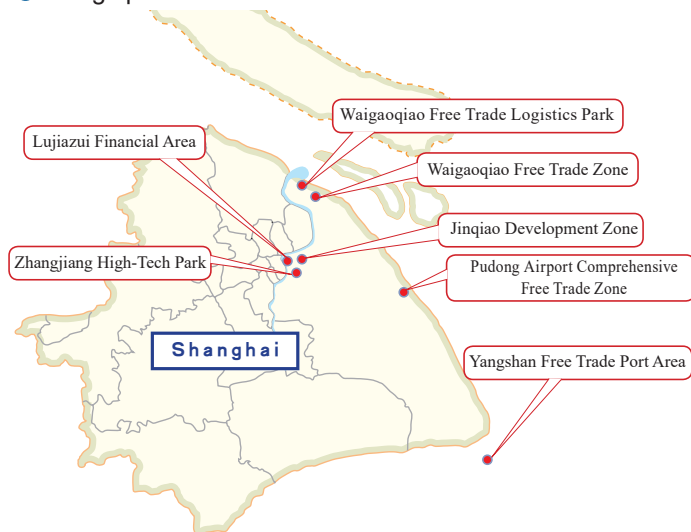 Waigaoqiao Free Trade Logistics Park
Lujiazui Financial Area
Waigaoqiao Free Trade Zone
Jinqiao Development Zone
Zhangjiang High-Tech Park
Pudong Airport Comprehensive
Free Trade Zone
Shanghai
Yangshan Free Trade Port Area